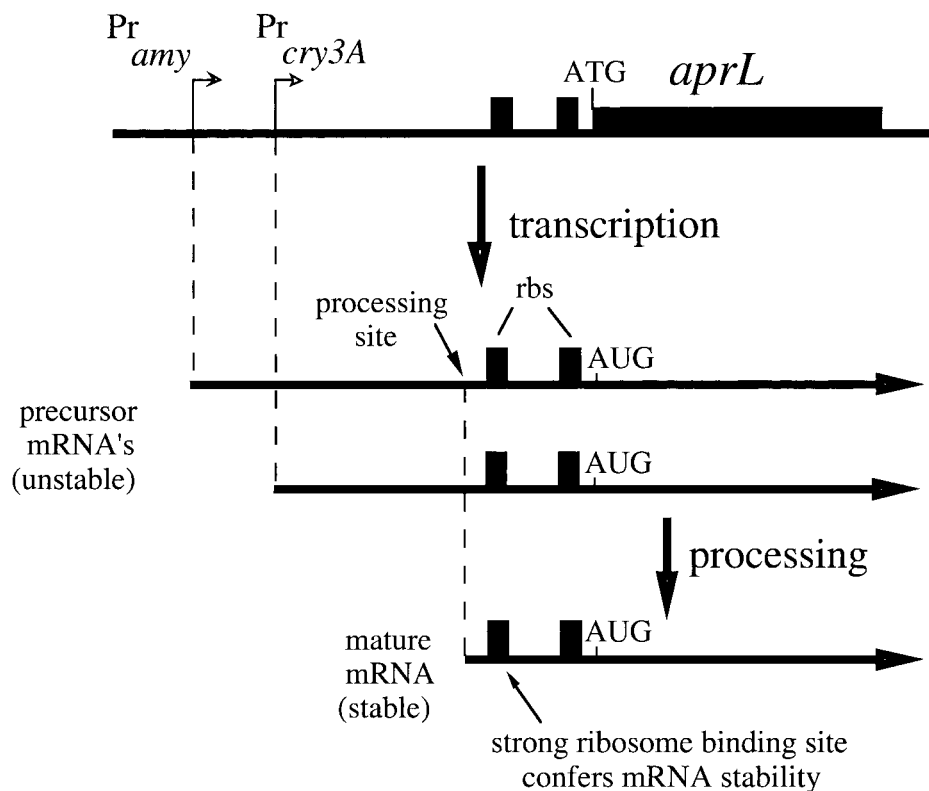 Pr amy
Pr cry3A
ATG
aprL
transcription
processing
site
rbs
AUG
precursor
mRNA's
(unstable)
AUG
processing
mature
mRNA
(stable)
AUG
strong ribosome binding site
confers mRNA stability